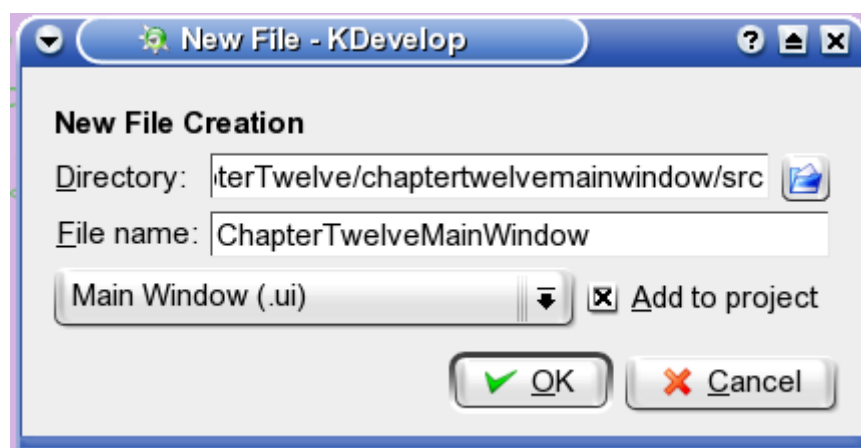 New File - KDevelop
New File Creation
Directory: terTwelve/chaptertwelvemainwindow/src
File name: ChapterTwelveMainWindow
Main Window (.ui) Add to project
OK Cancel